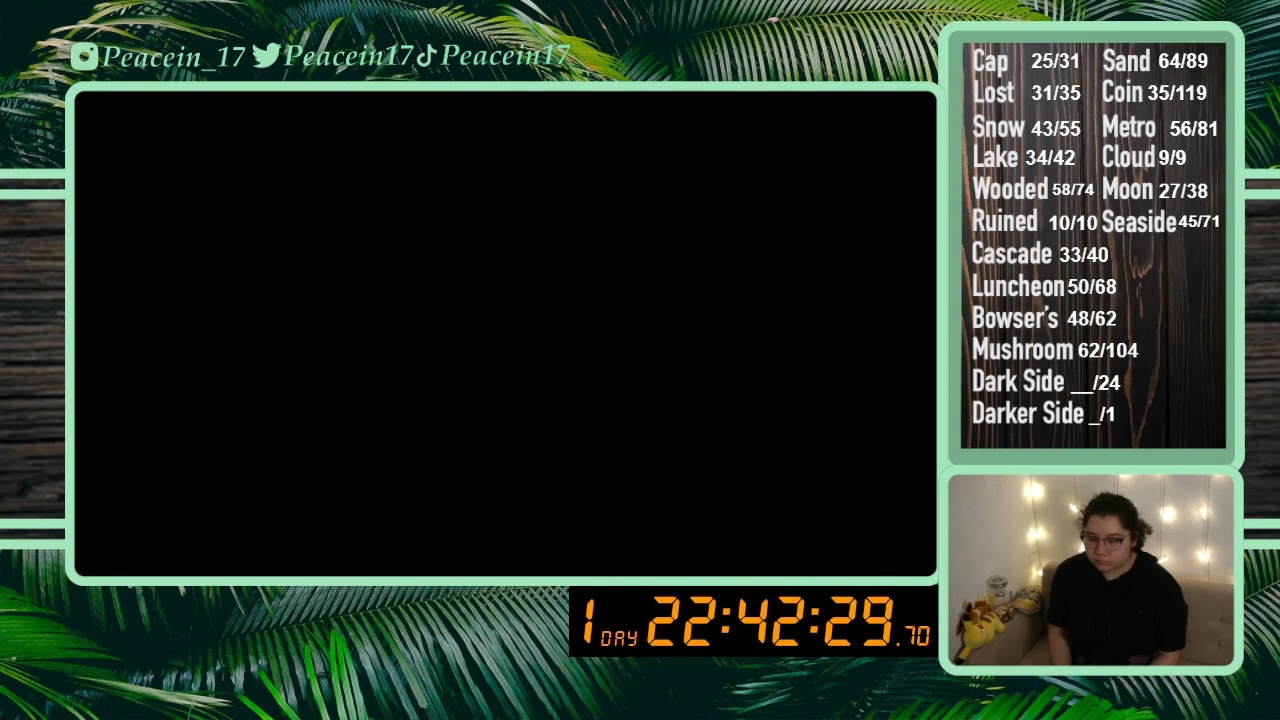 Peacein_17 Peacein17 Peacein17
Cap 25/31 Sand 64/89
Lost 31/35 Coin 35/119
Snow 43/55 Metro 56/81
Lake 34/42 Cloud 9/9
Wooded 58/74 Moon 27/38
Ruined 10/10 Seaside 45/71
Cascade 33/40
Luncheon 50/68
Bowser's 48/62
Mushroom 62/104
Dark Side __/24
Darker Side _/1
1 DAY 22:42:29.70